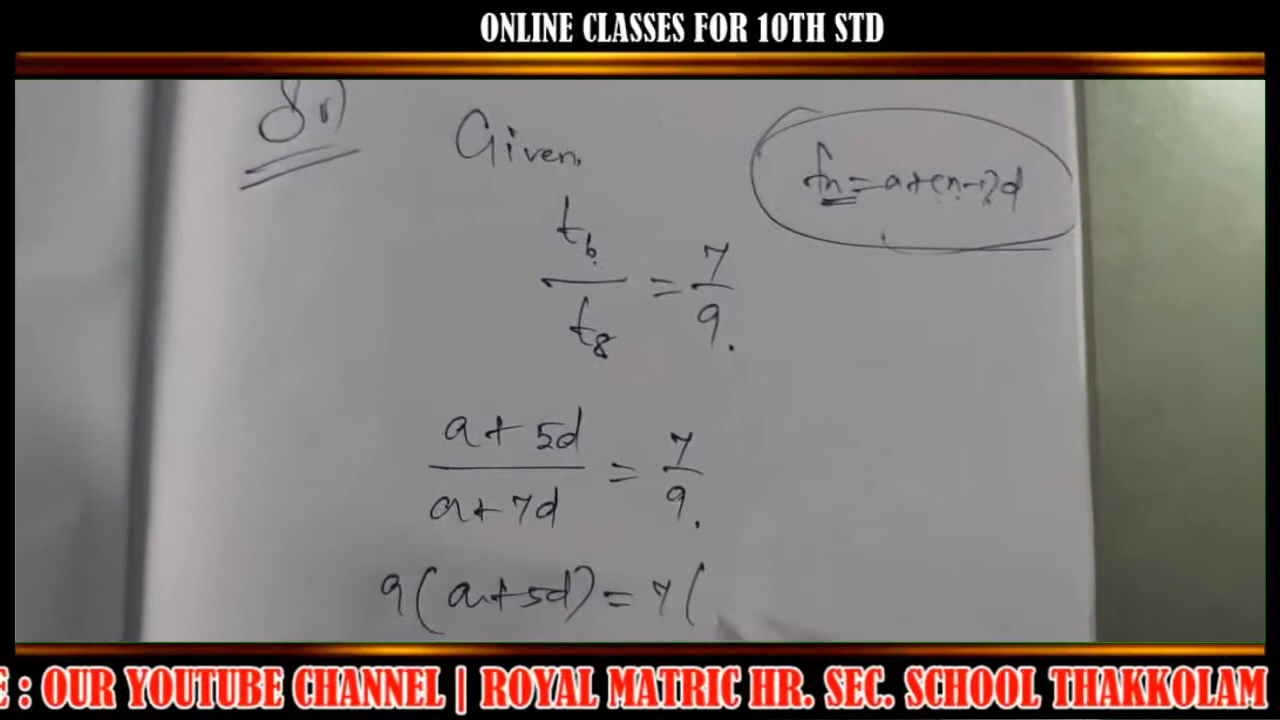 ONLINE CLASSES FOR 10TH STD
Given,
tn = a+(n-1)d
t6
t8
= 7/9.
a + 5d
a + 7d
= 7/9.
9(a+5d) = 7(
E : OUR YOUTUBE CHANNEL | ROYAL MATRIC HR. SEC. SCHOOL THAKKOLAM